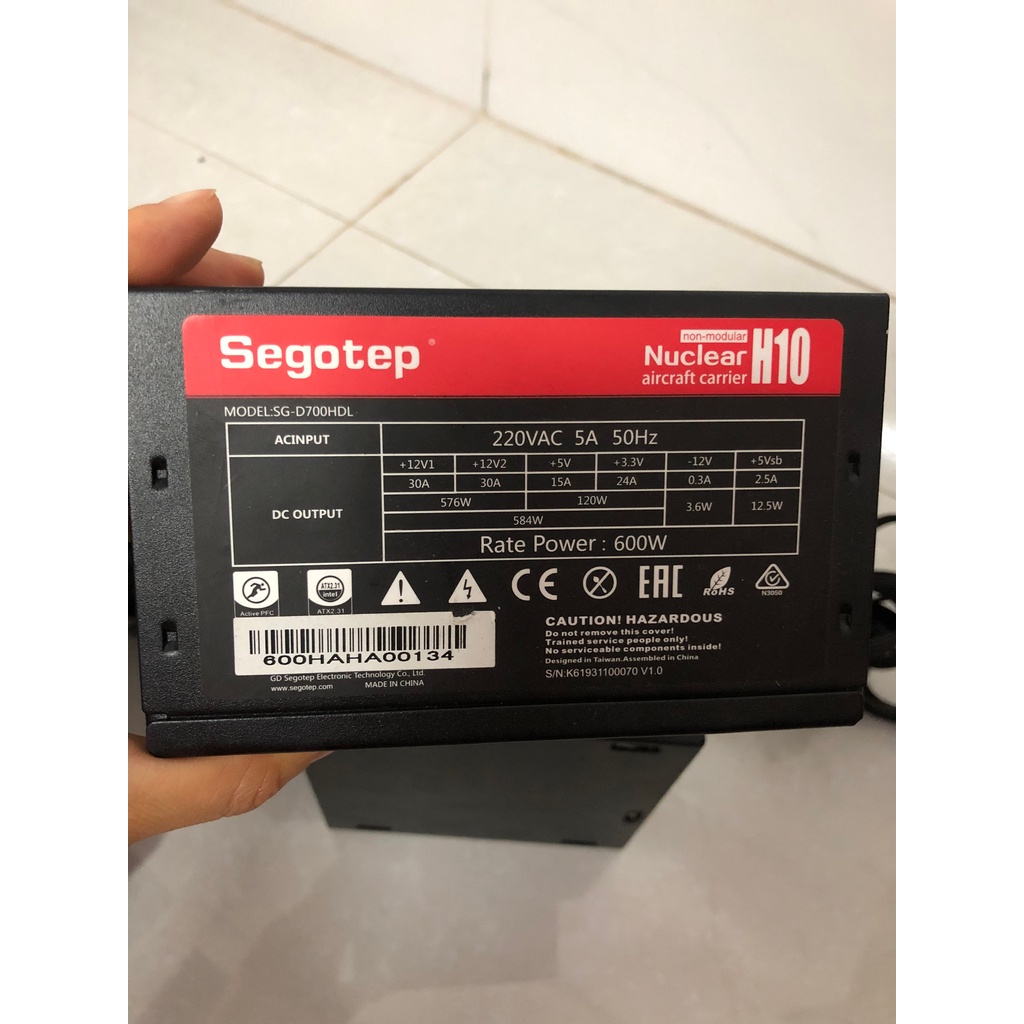 Segotep®
non-modular
Nuclear H10
aircraft carrier
MODEL:SG-D700HDL
ACINPUT 220VAC 5A 50Hz
DC OUTPUT
+12V1 +12V2 +5V +3.3V -12V +5Vsb
30A 30A 15A 24A 0.3A 2.5A
576W 120W 3.6W 12.5W
584W
Rate Power : 600W
Active PFC
ATX2.31
intel
ATX2.31
CE
EAC
RoHS
N3050
600HAHA00134
GD Segotep Electronic Technology Co., Ltd.
www.segotep.com MADE IN CHINA
CAUTION! HAZARDOUS
Do not remove this cover!
Trained service people only!
No serviceable components inside!
Designed in Taiwan.Assembled in China
S/N:K61931100070 V1.0